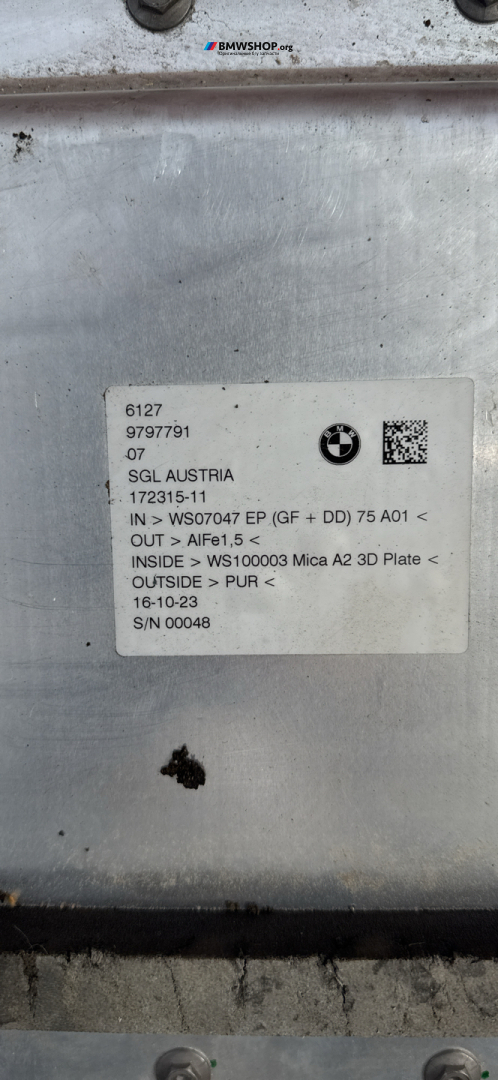 BMWSHOP.org
6127
9797791
07
SGL AUSTRIA
172315-11
IN > WS07047 EP (GF + DD) 75 A01 <
OUT > AlFe1,5 <
INSIDE > WS100003 Mica A2 3D Plate <
OUTSIDE > PUR <
16-10-23
S/N 00048
BMW